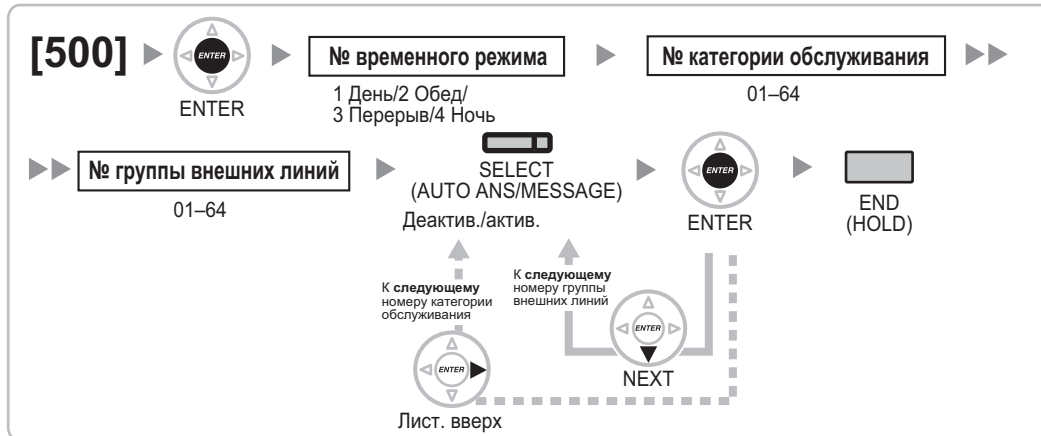 [500]
ENTER
ENTER
№ временного режима
1 День/2 Обед/
3 Перерыв/4 Ночь
№ категории обслуживания
01–64
№ группы внешних линий
01–64
SELECT
(AUTO ANS/MESSAGE)
Деактив./актив.
ENTER
ENTER
END
(HOLD)
К следующему
номеру категории
обслуживания
ENTER
Лист. вверх
К следующему
номеру группы
внешних линий
ENTER
NEXT